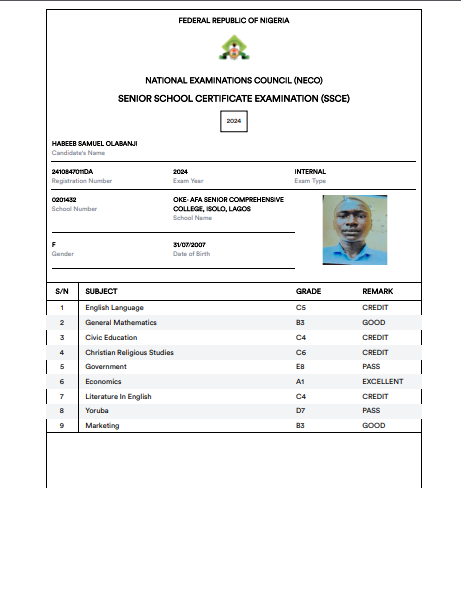 FEDERAL REPUBLIC OF NIGERIA
NATIONAL EXAMINATIONS COUNCIL (NECO)
SENIOR SCHOOL CERTIFICATE EXAMINATION (SSCE)
2024
HABEEB SAMUEL OLABANJI
Candidate's Name
2410847011DA 2024 INTERNAL
Registration Number Exam Year Exam Type
0201432 OKE- AFA SENIOR COMPREHENSIVE
COLLEGE, ISOLO, LAGOS
School Number School Name
F 31/07/2007
Gender Date of Birth
S/N SUBJECT GRADE REMARK
1 English Language C5 CREDIT
2 General Mathematics B3 GOOD
3 Civic Education C4 CREDIT
4 Christian Religious Studies C6 CREDIT
5 Government E8 PASS
6 Economics A1 EXCELLENT
7 Literature In English C4 CREDIT
8 Yoruba D7 PASS
9 Marketing B3 GOOD